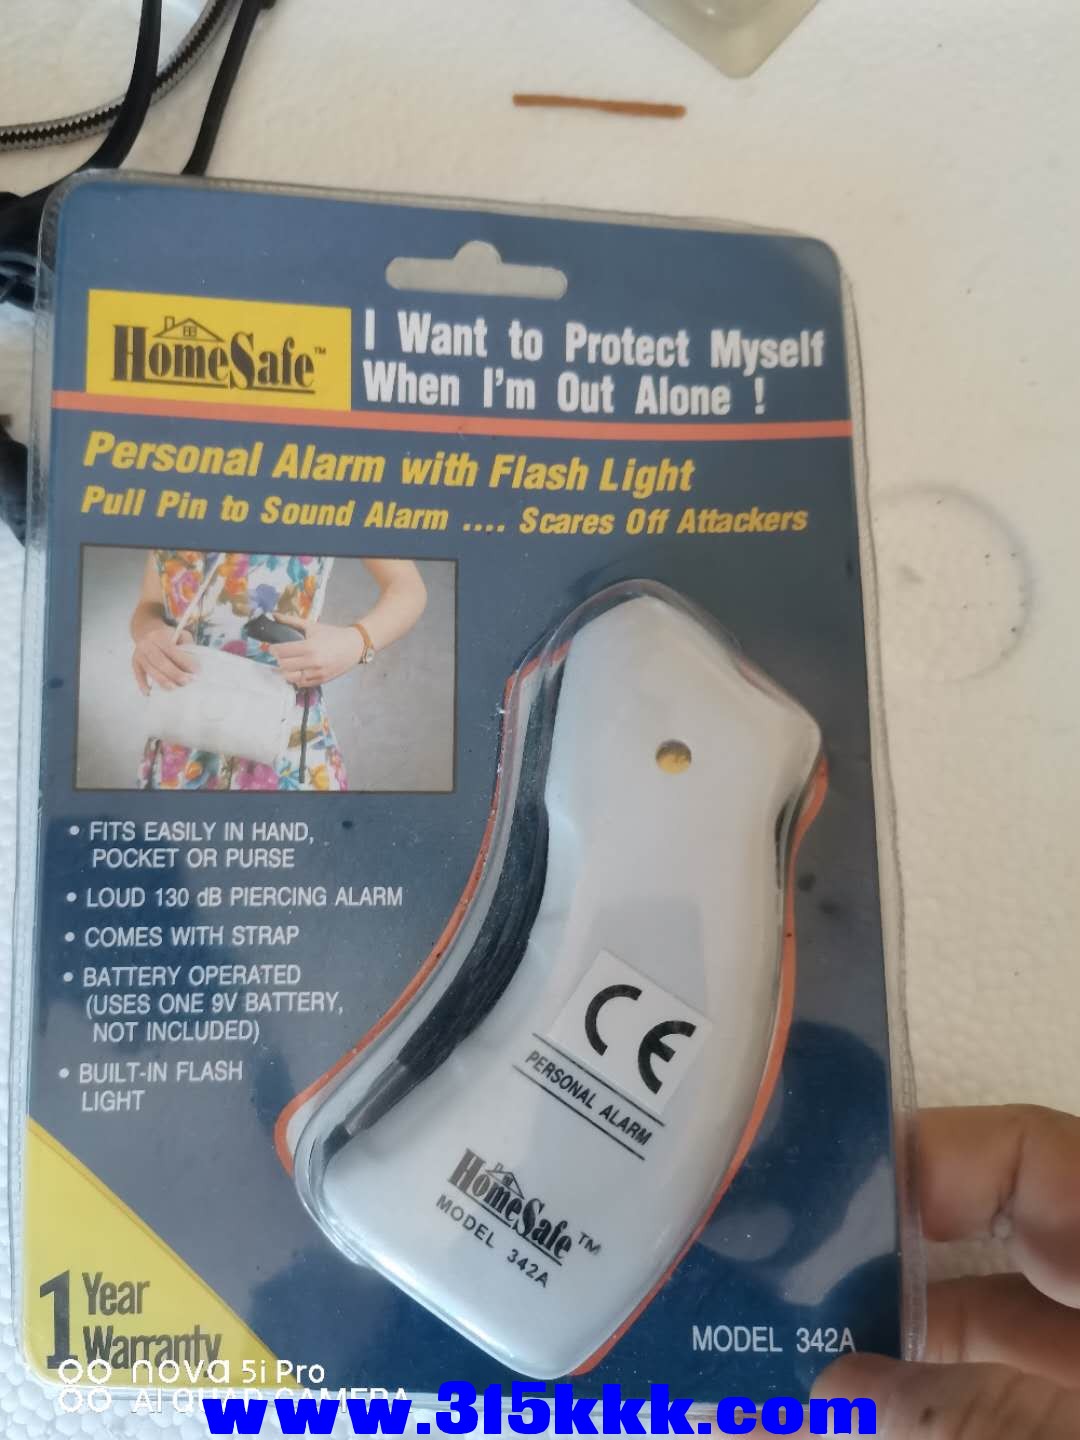 HomeSafe™
I Want to Protect Myself
When I'm Out Alone !
Personal Alarm with Flash Light
Pull Pin to Sound Alarm .... Scares Off Attackers
• FITS EASILY IN HAND,
POCKET OR PURSE
• LOUD 130 dB PIERCING ALARM
• COMES WITH STRAP
• BATTERY OPERATED
(USES ONE 9V BATTERY,
NOT INCLUDED)
• BUILT-IN FLASH
LIGHT
CE
PERSONAL ALARM
HomeSafe™
MODEL 342A
1 Year
Warranty
MODEL 342A
nova 5i Pro
AI QUAD CAMERA
www.315kkk.com